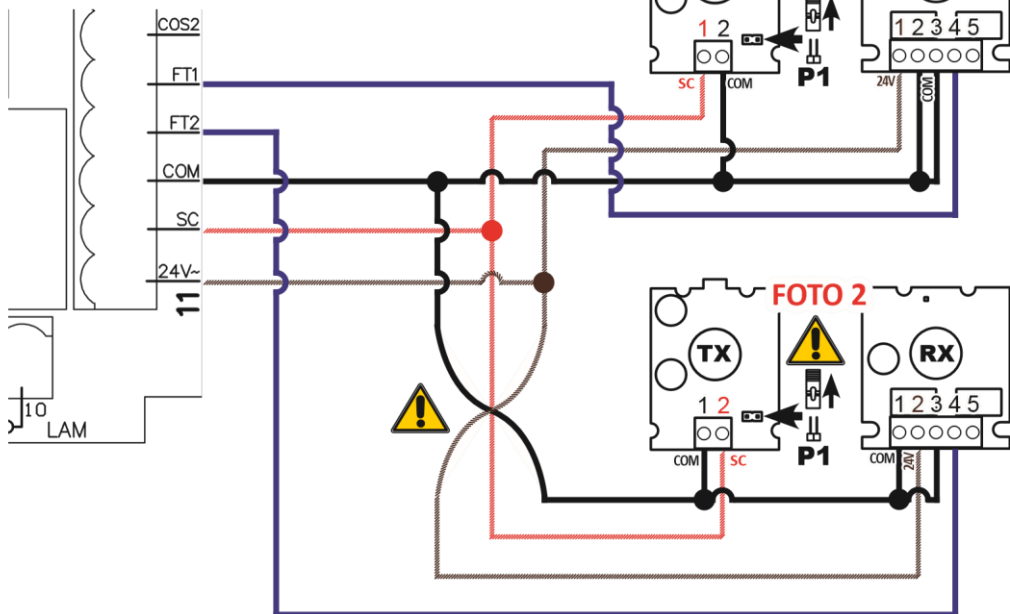 COS2
FT1
FT2
COM
SC
24V~
11
10
LAM
1 2
P1
SC COM
1 2 3 4 5
24V COM
FOTO 2
TX
RX
1 2
P1
COM SC
1 2 3 4 5
COM 24V